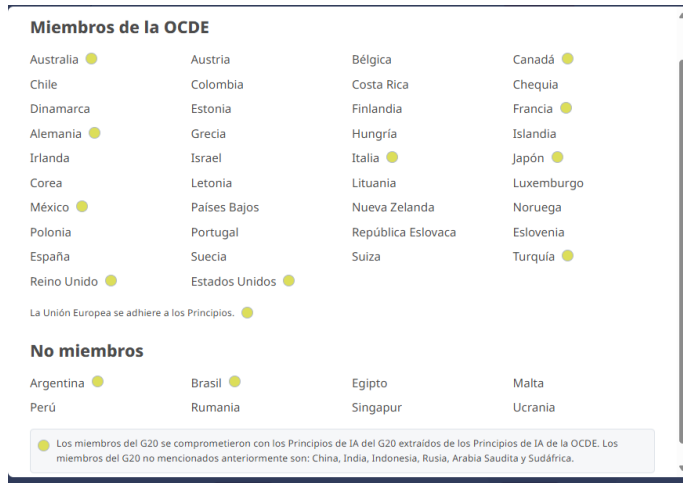 Miembros de la OCDE
Australia Austria Bélgica Canadá
Chile Colombia Costa Rica Chequia
Dinamarca Estonia Finlandia Francia
Alemania Grecia Hungría Islandia
Irlanda Israel Italia Japón
Corea Letonia Lituania Luxemburgo
México Países Bajos Nueva Zelanda Noruega
Polonia Portugal República Eslovaca Eslovenia
España Suecia Suiza Turquía
Reino Unido Estados Unidos
La Unión Europea se adhiere a los Principios.
No miembros
Argentina Brasil Egipto Malta
Perú Rumania Singapur Ucrania
Los miembros del G20 se comprometieron con los Principios de IA del G20 extraídos de los Principios de IA de la OCDE. Los
miembros del G20 no mencionados anteriormente son: China, India, Indonesia, Rusia, Arabia Saudita y Sudáfrica.